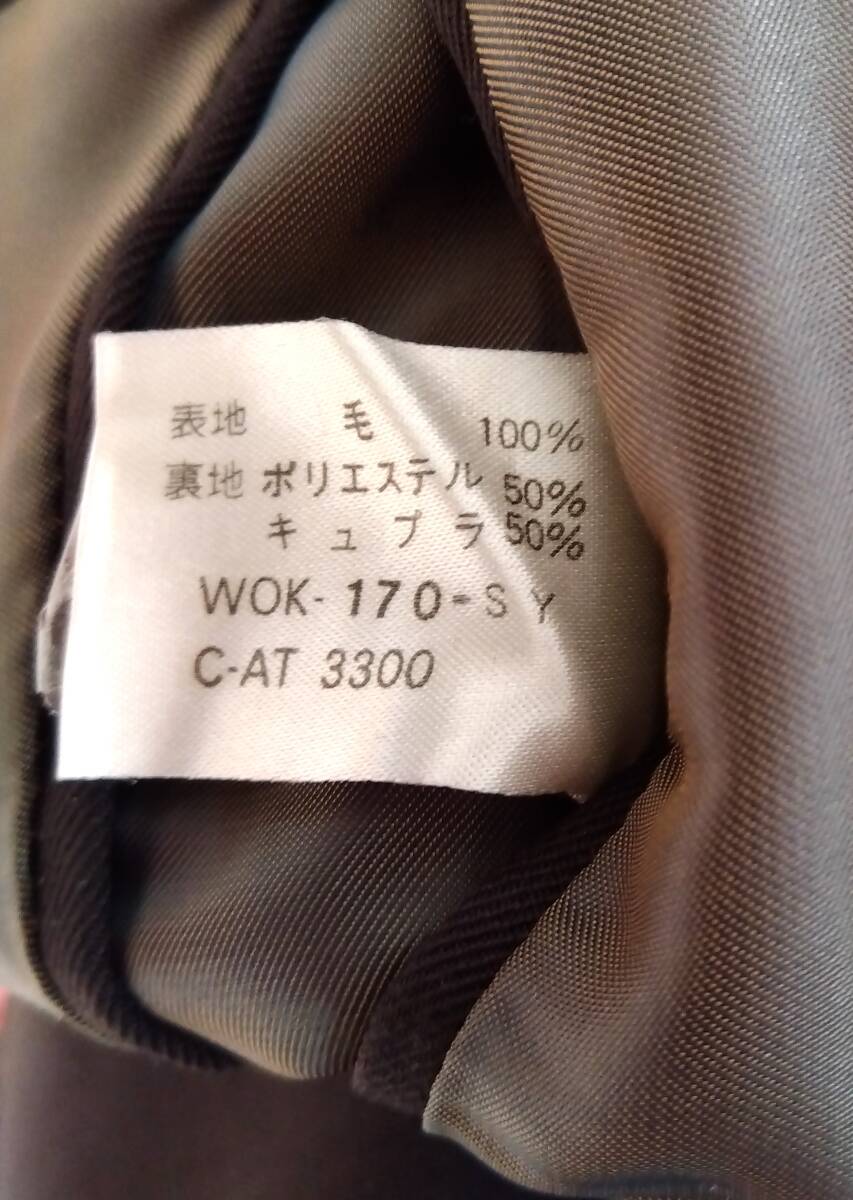 表地 毛 100%
裏地 ポリエステル 50%
キュプラ 50%
WOK-170-SY
C-AT 3300